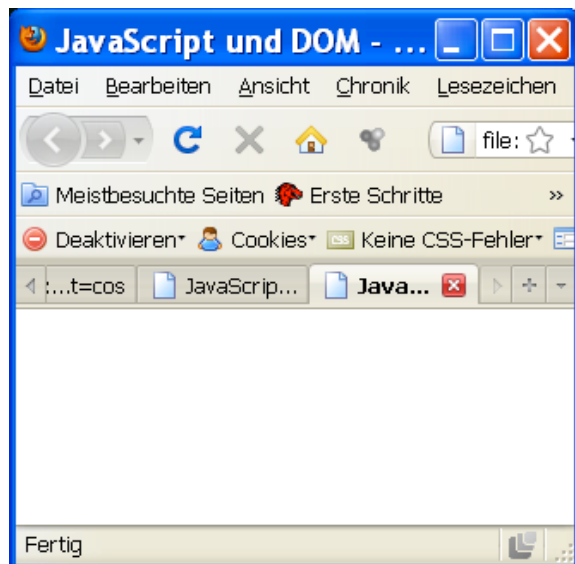 JavaScript und DOM - ...
Datei Bearbeiten Ansicht Chronik Lesezeichen
file:
Meistbesuchte Seiten Erste Schritte »
Deaktivieren Cookies CSS Keine CSS-Fehler
:...t=cos JavaScrip... Java...
Fertig